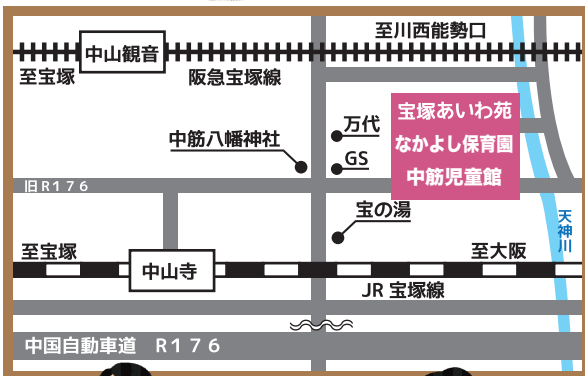 至川西能勢口
中山観音
至宝塚
阪急宝塚線
宝塚あいわ苑
なかよし保育園
中筋児童館
万代
中筋八幡神社
GS
旧R176
宝の湯
天神川
至宝塚
至大阪
中山寺
JR 宝塚線
中国自動車道 R176